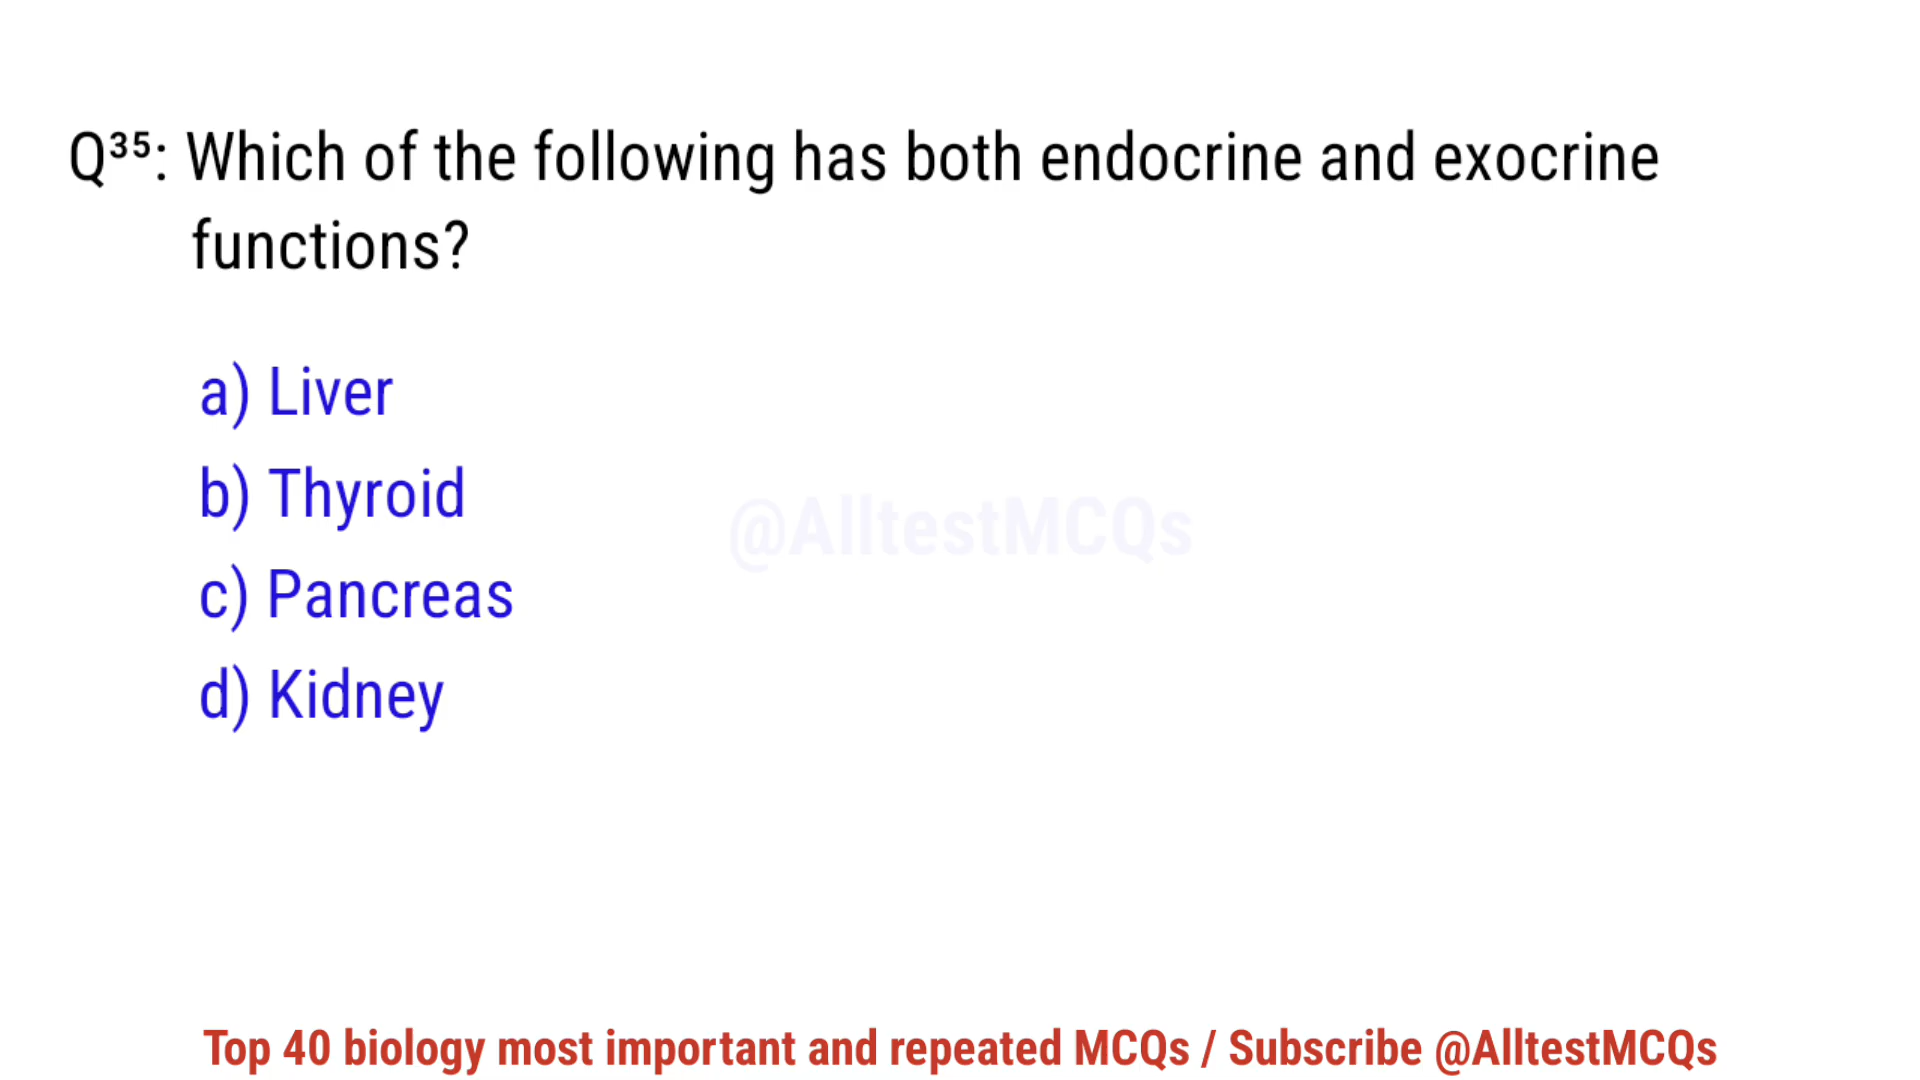 Q³⁵: Which of the following has both endocrine and exocrine
functions?
a) Liver
b) Thyroid
@AlltestMCQs
c) Pancreas
d) Kidney
Top 40 biology most important and repeated MCQs / Subscribe @AlltestMCQs